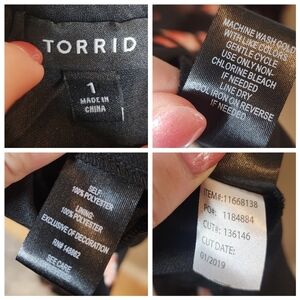 TORRID
1
MADE IN
CHINA
MACHINE WASH COLD
WITH LIKE COLORS
GENTLE CYCLE
USE ONLY NON-
CHLORINE BLEACH
IF NEEDED
LINE DRY
COOL IRON ON REVERSE
IF NEEDED
SELF:
100% POLYESTER
LINING:
100% POLYESTER
EXCLUSIVE OF DECORATION
RN# 148982
SEE CARE
ITEM#:11668138
PO#: 1184884
CUT#: 136146
CUT DATE:
01/2019